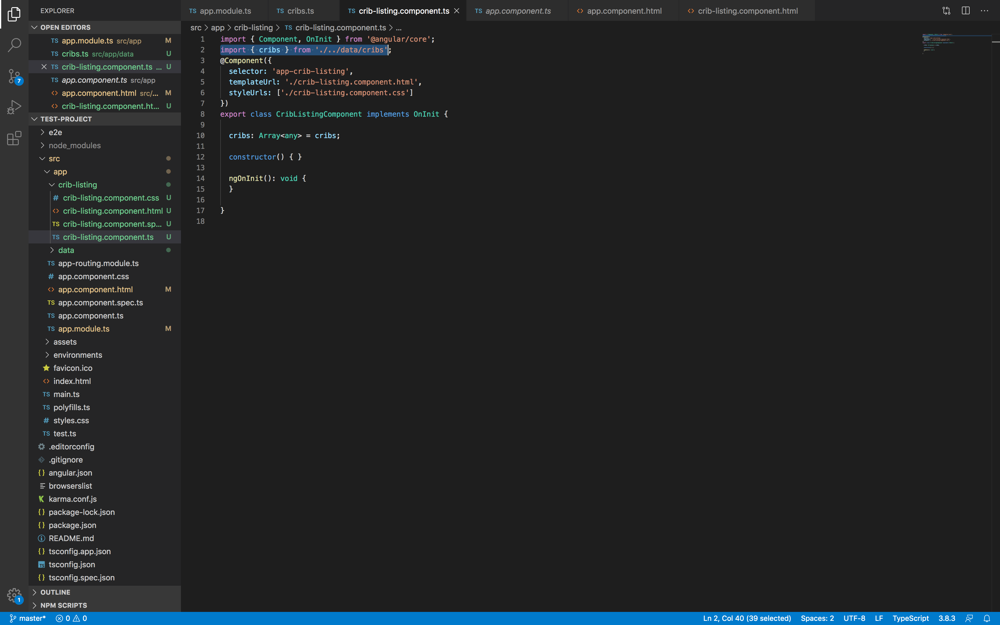 EXPLORER
OPEN EDITORS
TS app.module.ts src/app M
TS cribs.ts src/app/data U
TS crib-listing.component.ts ... U
TS app.component.ts src/app
<> app.component.html src/... M
<> crib-listing.component.ht... U
TEST-PROJECT
e2e
node_modules
src
app
crib-listing
# crib-listing.component.css U
<> crib-listing.component.html U
TS crib-listing.component.sp... U
TS crib-listing.component.ts U
data
TS app-routing.module.ts
# app.component.css
<> app.component.html M
TS app.component.spec.ts
TS app.component.ts
TS app.module.ts M
assets
environments
favicon.ico
<> index.html
TS main.ts
TS polyfills.ts
# styles.css
TS test.ts
.editorconfig
.gitignore
{} angular.json
browserslist
karma.conf.js
{} package-lock.json
{} package.json
README.md
{} tsconfig.app.json
TS tsconfig.json
{} tsconfig.spec.json
OUTLINE
NPM SCRIPTS
7
1
TS app.module.ts TS cribs.ts TS crib-listing.component.ts TS app.component.ts <> app.component.html <> crib-listing.component.html
src > app > crib-listing > TS crib-listing.component.ts > ...
1 import { Component, OnInit } from '@angular/core';
2 import { cribs } from './../data/cribs';
3 @Component({
4 selector: 'app-crib-listing',
5 templateUrl: './crib-listing.component.html',
6 styleUrls: ['./crib-listing.component.css']
7 })
8 export class CribListingComponent implements OnInit {
9
10 cribs: Array<any> = cribs;
11
12 constructor() { }
13
14 ngOnInit(): void {
15 }
16
17 }
18
master* 0 0 Ln 2, Col 40 (39 selected) Spaces: 2 UTF-8 LF TypeScript 3.8.3